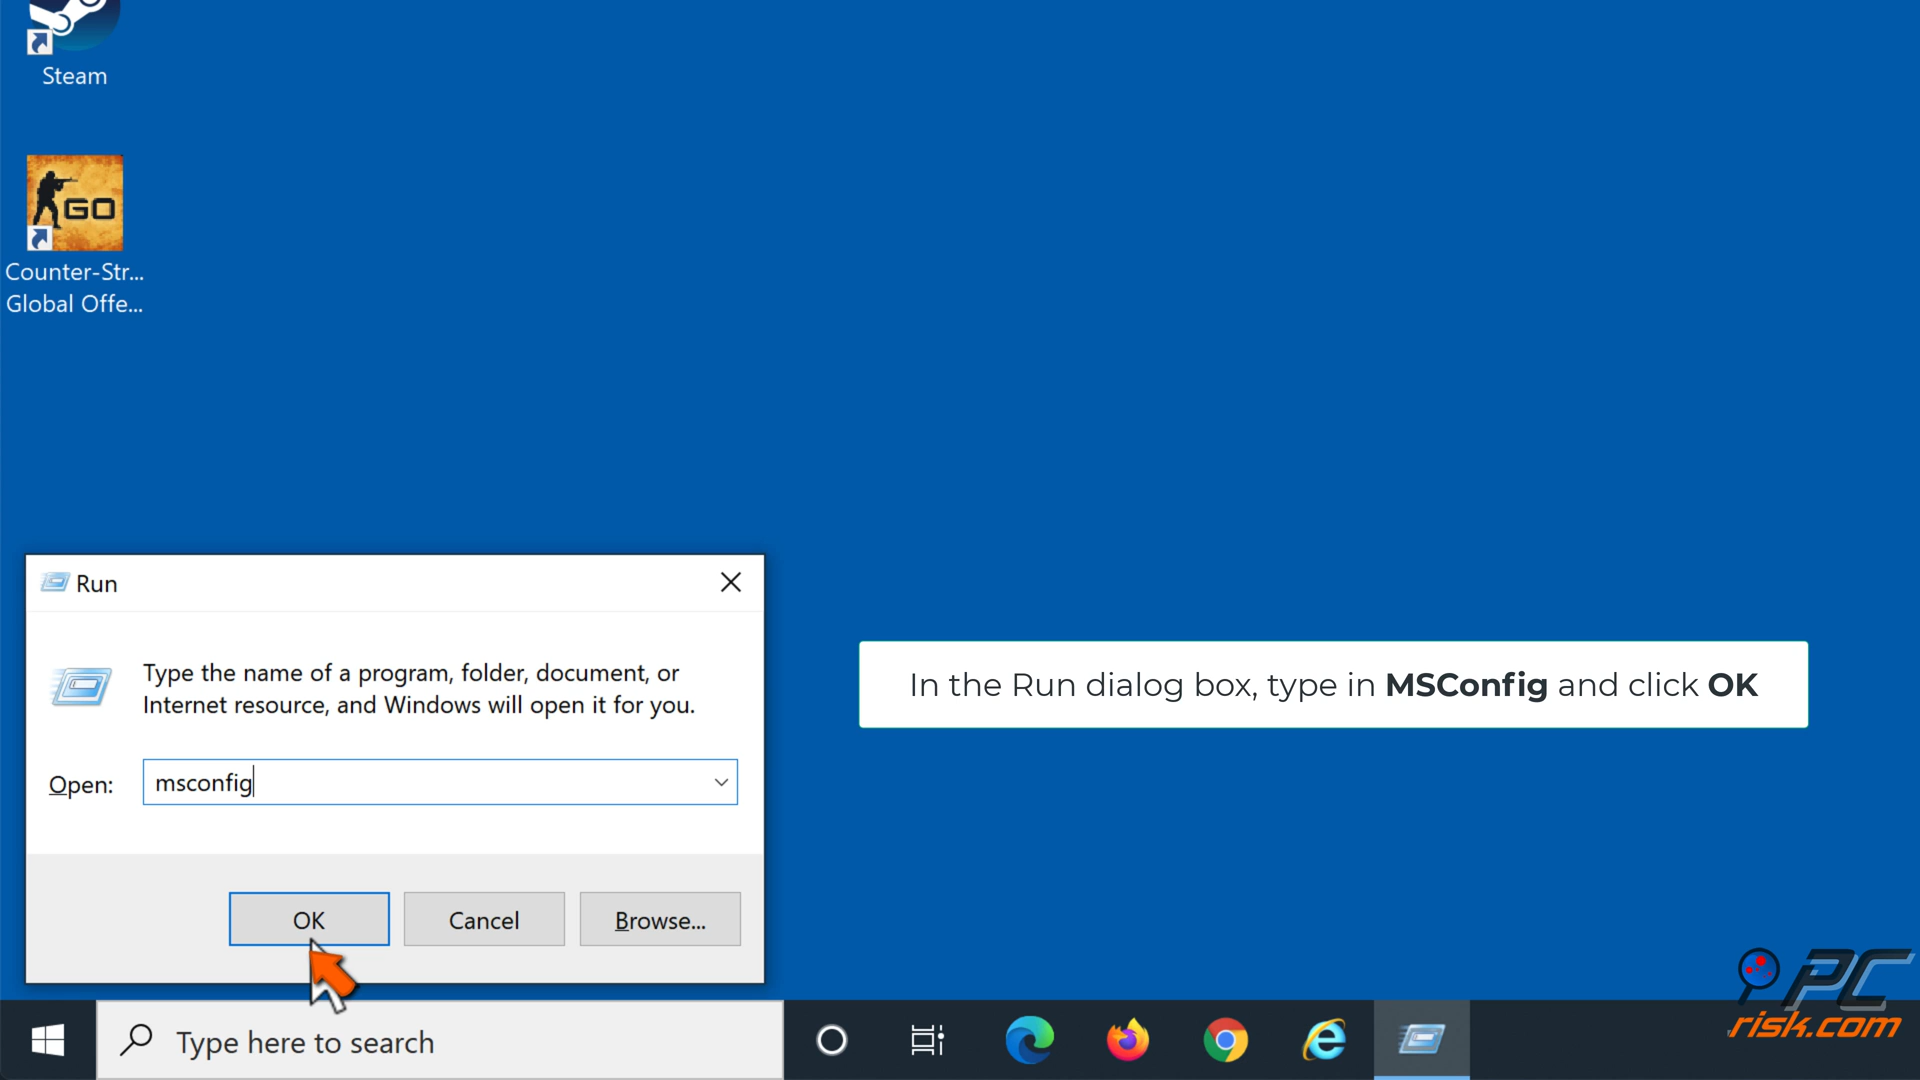 Steam
GO
Counter-Str...
Global Offe...
Run
Type the name of a program, folder, document, or
Internet resource, and Windows will open it for you.
Open:
msconfig
OK
Cancel
Browse...
In the Run dialog box, type in MSConfig and click OK
Type here to search
PC
risk.com